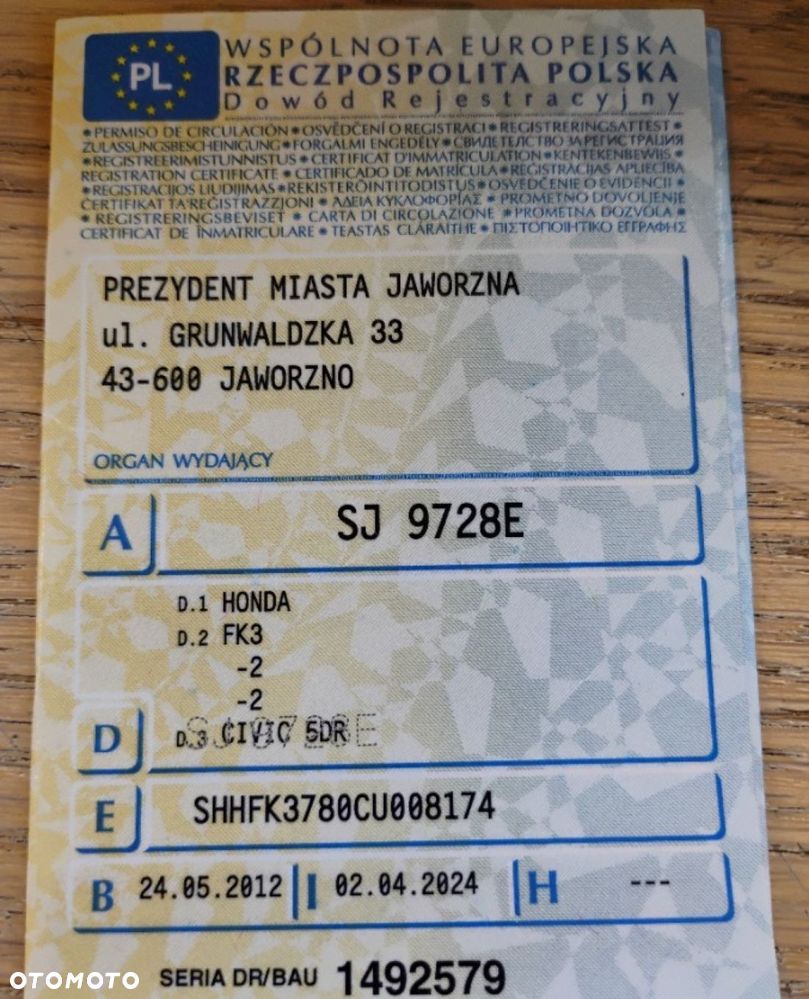 PL
WSPÓLNOTA EUROPEJSKA
RZECZPOSPOLITA POLSKA
Dowód Rejestracyjny
• PERMISO DE CIRCULACIÓN • OSVĚDČENÍ O REGISTRACI • REGISTRERINGSATTEST •
ZULASSUNGSBESCHEINIGUNG • FORGALMI ENGEDÉLY • СВИДЕТЕЛСТВО ЗА РЕГИСТРАЦИЯ
• REGISTREERIMISTUNNISTUS • CERTIFICAT D'IMMATRICULATION • KENTEKENBEWIJS •
REGISTRATION CERTIFICATE • CERTIFICADO DE MATRÍCULA • REĢISTRĀCIJAS APLIECĪBA
• REGISTRACIJOS LIUDIJIMAS • REKISTERÖINTITODISTUS • OSVEDČENIE O EVIDENCII •
ĊERTIFIKAT TA'REĠISTRAZZJONI • ΑΔΕΙΑ ΚΥΚΛΟΦΟΡΙΑΣ • PROMETNO DOVOLJENJE
• REGISTRERINGSBEVISET • CARTA DI CIRCOLAZIONE • PROMETNA DOZVOLA •
CERTIFICAT DE ÎNMATRICULARE • TEASTAS CLÁRAITHE • ΠΙΣΤΟΠΟΙΗΤΙΚΟ ΕΓΓΡΑΦΗΣ
PREZYDENT MIASTA JAWORZNA
ul. GRUNWALDZKA 33
43-600 JAWORZNO
ORGAN WYDAJĄCY
A SJ 9728E
D.1 HONDA
D.2 FK3
-2
-2
D D.3 CIVIC 5DR
SJ 9728E
E SHHFK3780CU008174
B 24.05.2012 I 02.04.2024 H ---
SERIA DR/BAU 1492579
OTOMOTO